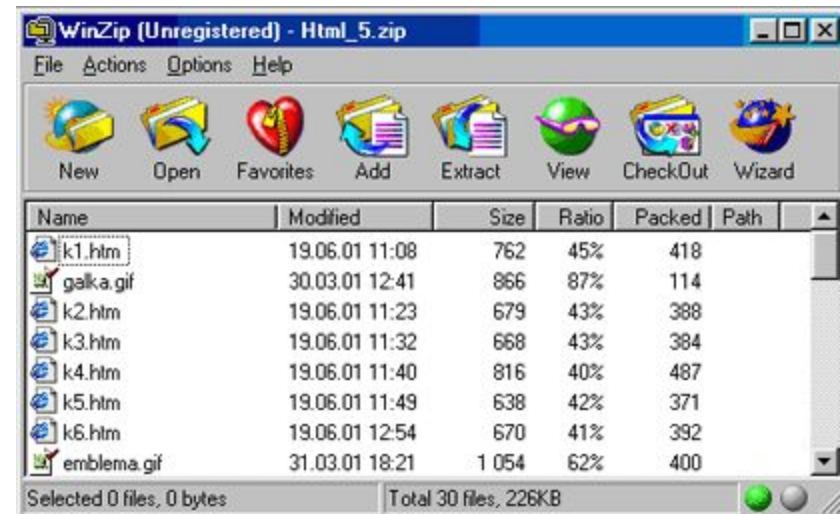 WinZip (Unregistered) - Html_5.zip
File Actions Options Help
New Open Favorites Add Extract View CheckOut Wizard
Name Modified Size Ratio Packed Path
k1.htm 19.06.01 11:08 762 45% 418
galka.gif 30.03.01 12:41 866 87% 114
k2.htm 19.06.01 11:23 679 43% 388
k3.htm 19.06.01 11:32 668 43% 384
k4.htm 19.06.01 11:40 816 40% 487
k5.htm 19.06.01 11:49 638 42% 371
k6.htm 19.06.01 12:54 670 41% 392
emblema.gif 31.03.01 18:21 1 054 62% 400
Selected 0 files, 0 bytes Total 30 files, 226KB